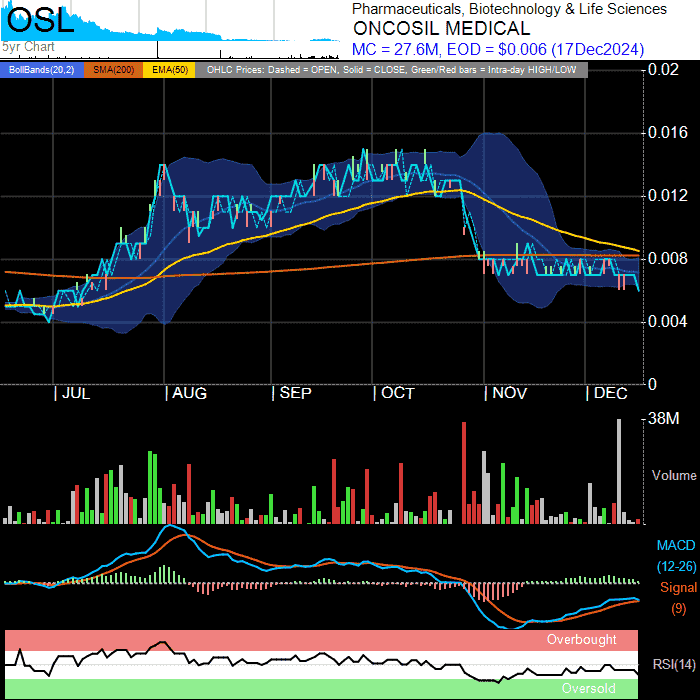 OSL
5yr Chart
Pharmaceuticals, Biotechnology & Life Sciences
ONCOSIL MEDICAL
MC = 27.6M, EOD = $0.006 (17Dec2024)
BollBands(20,2) SMA(200) EMA(50) OHLC Prices: Dashed = OPEN, Solid = CLOSE, Green/Red bars = Intra-day HIGH/LOW
0.02
0.016
0.012
0.008
0.004
0
| JUL | AUG | SEP | OCT | NOV | DEC
38M
Volume
MACD
(12-26)
Signal
(9)
Overbought
RSI(14)
Oversold